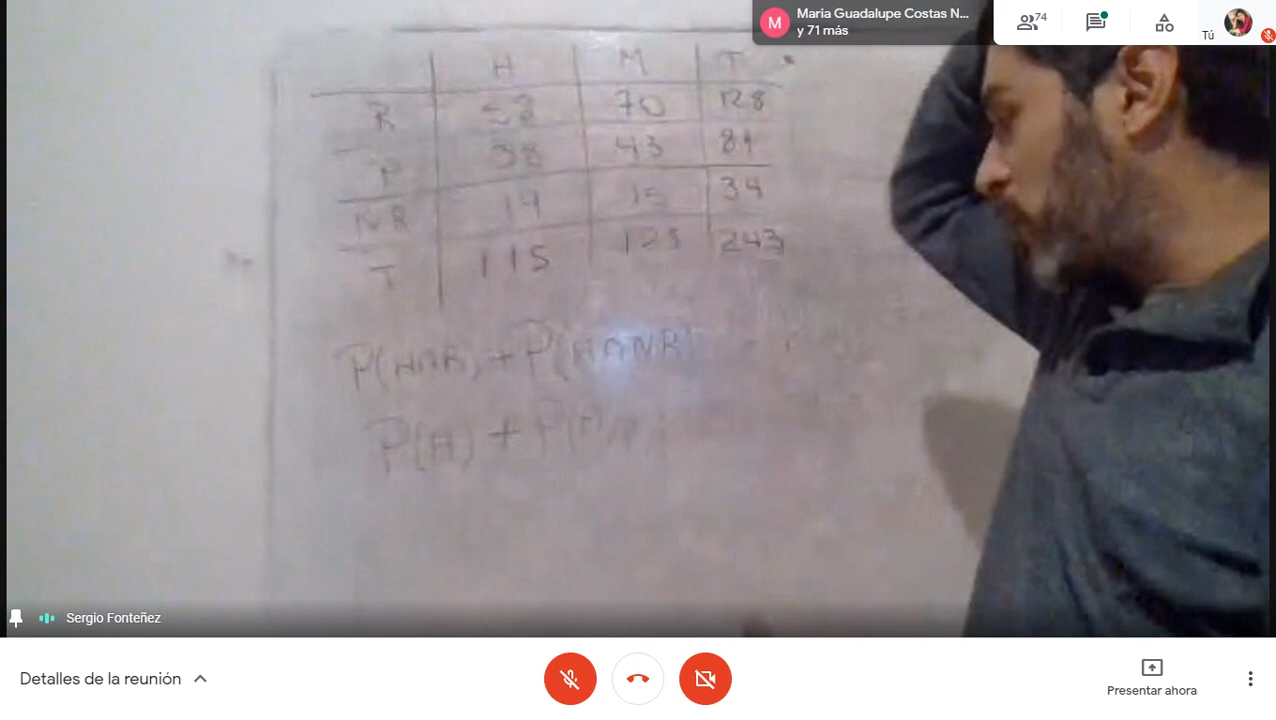 Maria Guadalupe Costas N...
M
y 71 más
74
Tú
H M T
R 58 70 128
P 38 43 81
NR 19 15 34
T 115 128 243
P(H∩R) + P(H∩NR)
P(H) + P(
Sergio Fonteñez
Detalles de la reunión
Presentar ahora